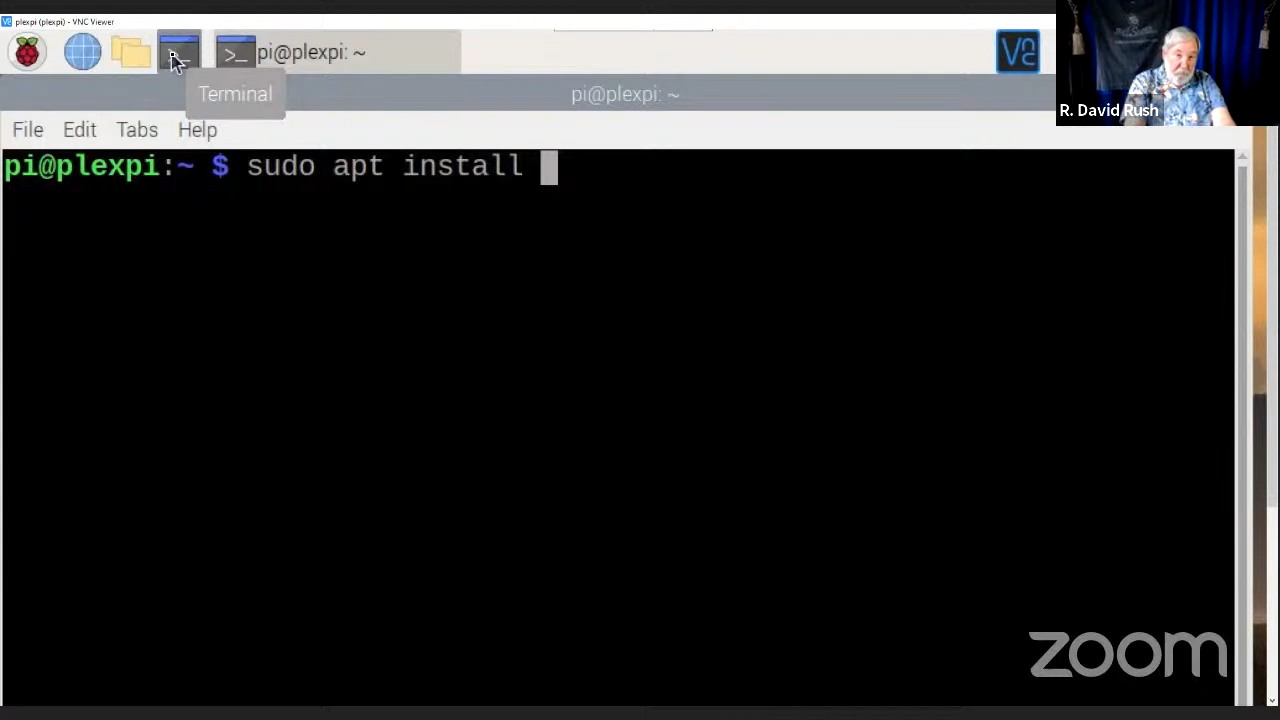 plexpi (plexpi) - VNC Viewer
pi@plexpi: ~
Terminal
pi@plexpi: ~
R. David Rush
File Edit Tabs Help
pi@plexpi:~ $ sudo apt install
zoom